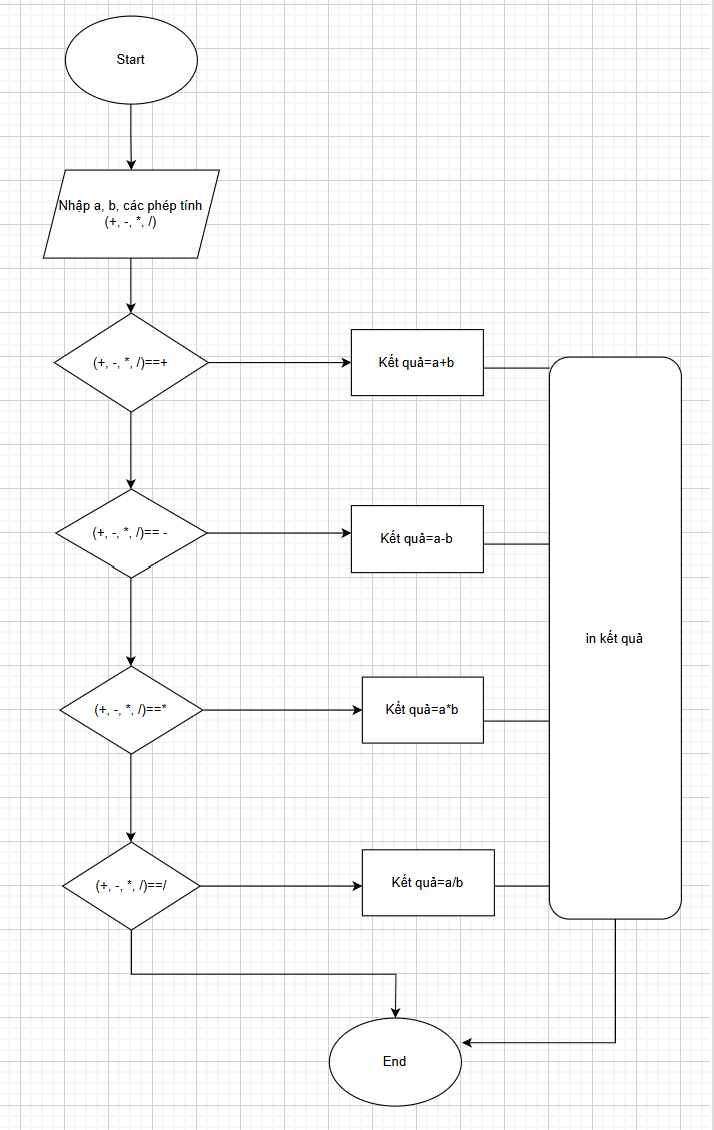 Start
Nhập a, b, các phép tính
(+, -, *, /)
(+, -, *, /)==+
Kết quả=a+b
(+, -, *, /)== -
Kết quả=a-b
in kết quả
(+, -, *, /)==*
Kết quả=a*b
(+, -, *, /)==/
Kết quả=a/b
End